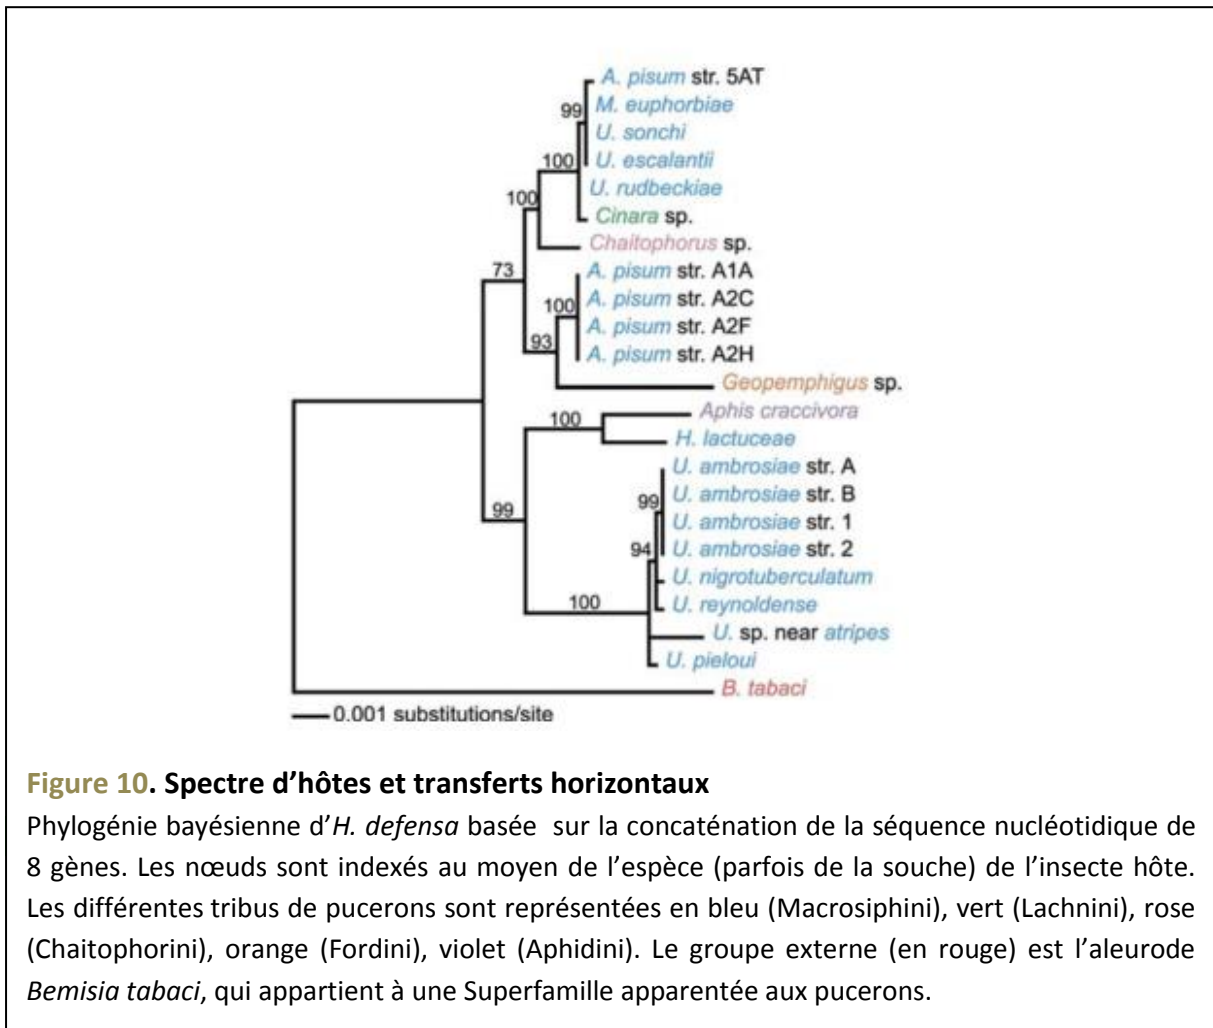 A. pisum str. 5AT
99
M. euphorbiae
U. sonchi
100
U. escalantii
U. rudbeckiae
100
Cinara sp.
Chaitophorus sp.
73
A. pisum str. A1A
A. pisum str. A2C
100
A. pisum str. A2F
93
A. pisum str. A2H
Geopemphigus sp.
Aphis craccivora
100
H. lactuceae
U. ambrosiae str. A
U. ambrosiae str. B
99
99
U. ambrosiae str. 1
U. ambrosiae str. 2
94
U. nigrotuberculatum
100
U. reynoldense
U. sp. near atripes
U. pieloui
B. tabaci
0.001 substitutions/site
Figure 10. Spectre d’hôtes et transferts horizontaux
Phylogénie bayésienne d’H. defensa basée sur la concaténation de la séquence nucléotidique de
8 gènes. Les nœuds sont indexés au moyen de l’espèce (parfois de la souche) de l’insecte hôte.
Les différentes tribus de pucerons sont représentées en bleu (Macrosiphini), vert (Lachnini), rose
(Chaitophorini), orange (Fordini), violet (Aphidini). Le groupe externe (en rouge) est l’aleurode
Bemisia tabaci, qui appartient à une Superfamille apparentée aux pucerons.